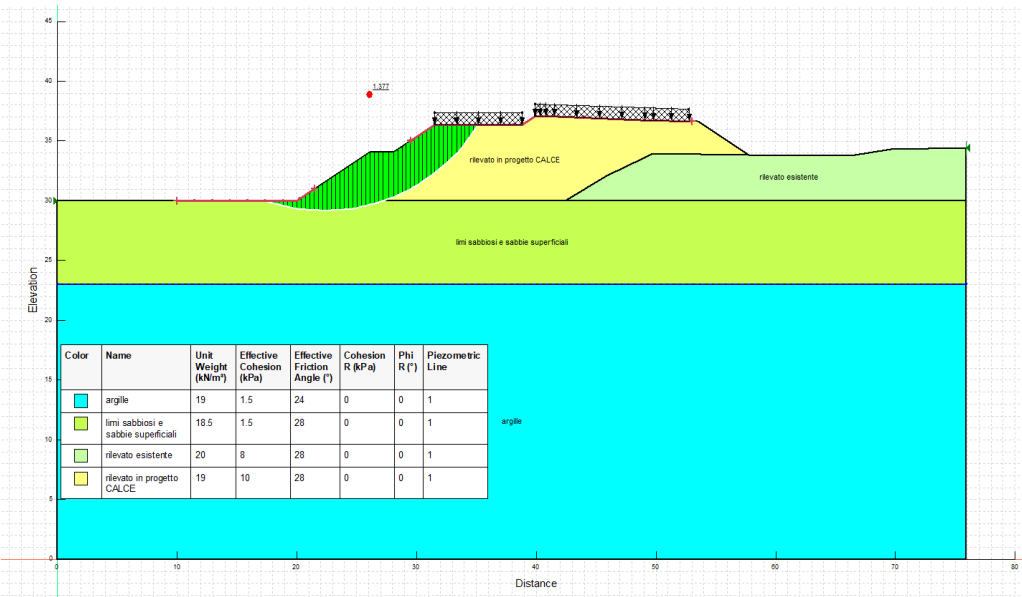 45
40
35
30
25
20
15
10
5
0
Elevation
1.377
rilevato in progetto CALCE
rilevato esistente
limi sabbiosi e sabbie superficiali
argille
Color Name Unit Weight (kN/m³) Effective Cohesion (kPa) Effective Friction Angle (°) Cohesion R (kPa) Phi R (°) Piezometric Line
argille 19 1.5 24 0 0 1
limi sabbiosi e sabbie superficiali 18.5 1.5 28 0 0 1
rilevato esistente 20 8 28 0 0 1
rilevato in progetto CALCE 19 10 28 0 0 1
0 10 20 30 40 50 60 70 80
Distance